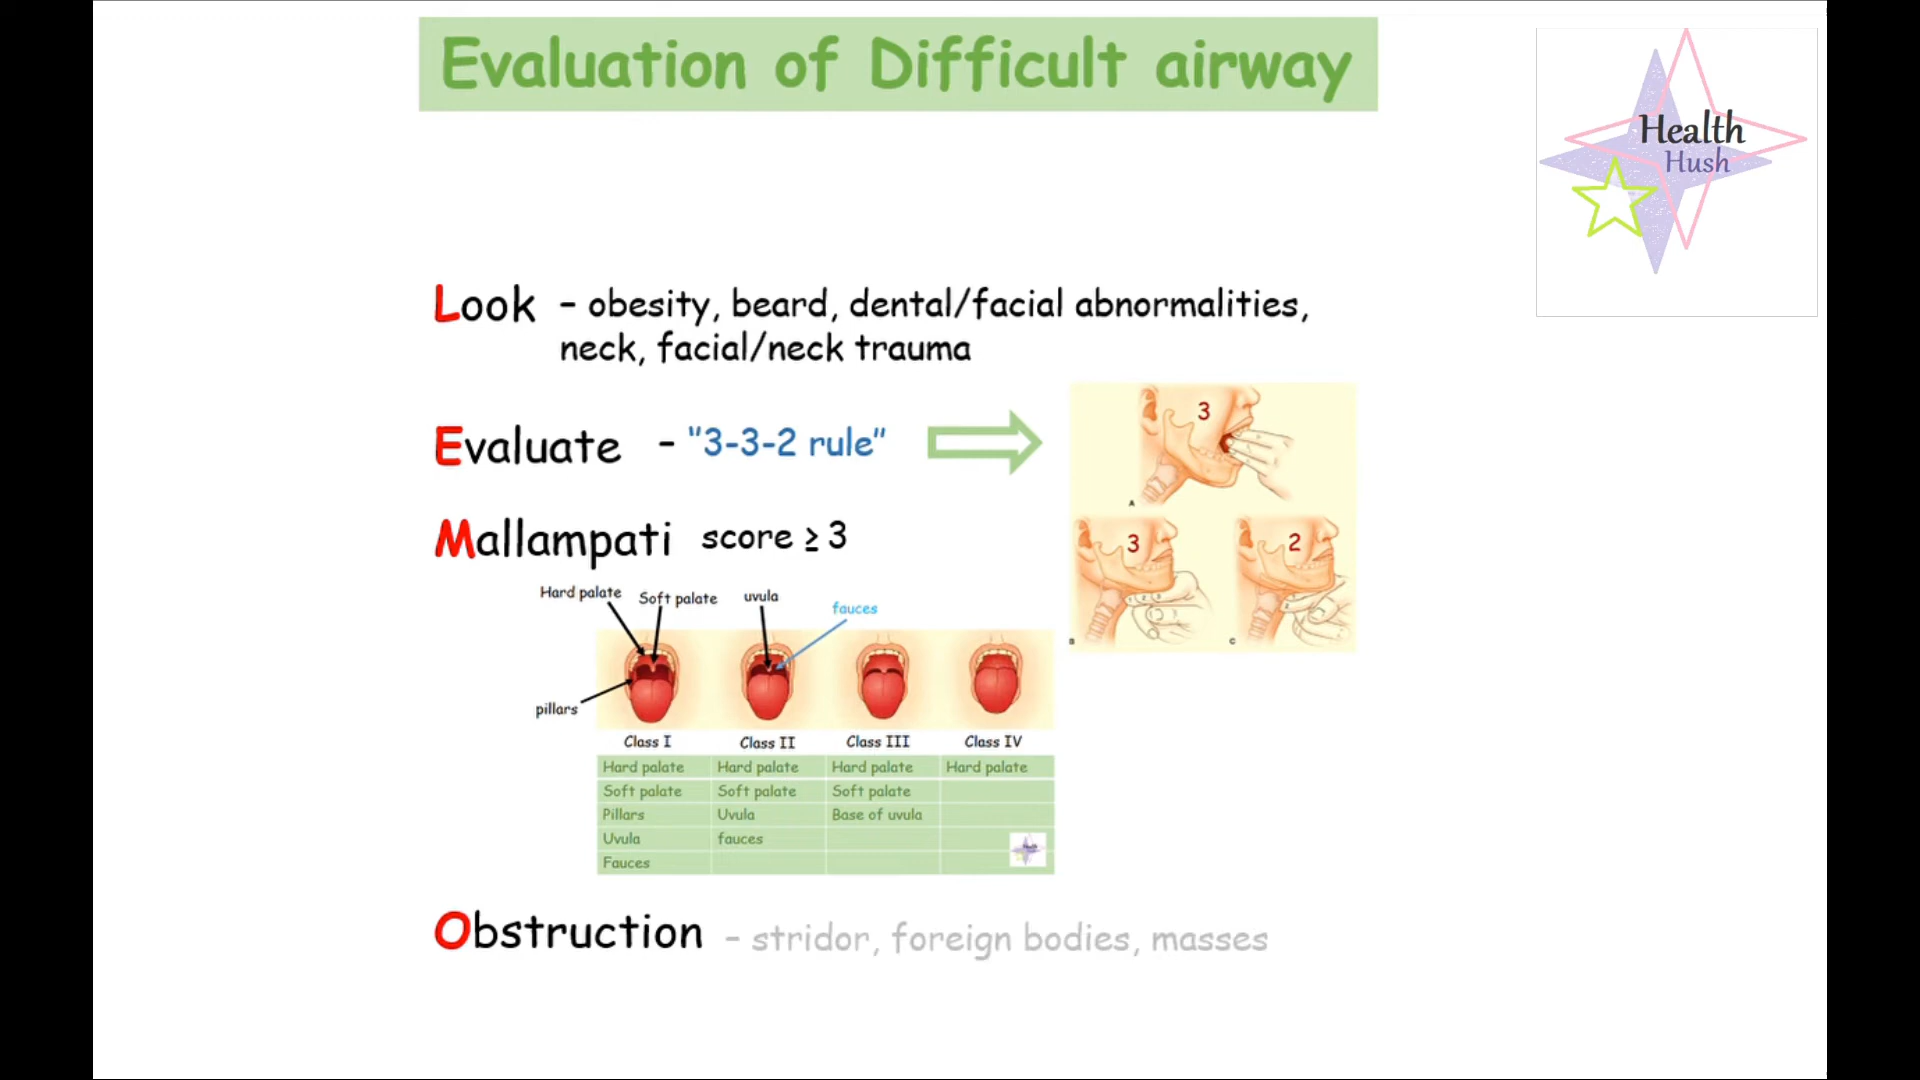 Evaluation of Difficult airway
Health
Hush
Look - obesity, beard, dental/facial abnormalities,
neck, facial/neck trauma
Evaluate - "3-3-2 rule"
3
A
3
2
B
C
Mallampati score ≥ 3
Hard palate
Soft palate
uvula
fauces
pillars
Class I
Class II
Class III
Class IV
Hard palate Hard palate Hard palate Hard palate
Soft palate Soft palate Soft palate
Pillars Uvula Base of uvula
Uvula fauces
Fauces
Obstruction - stridor, foreign bodies, masses